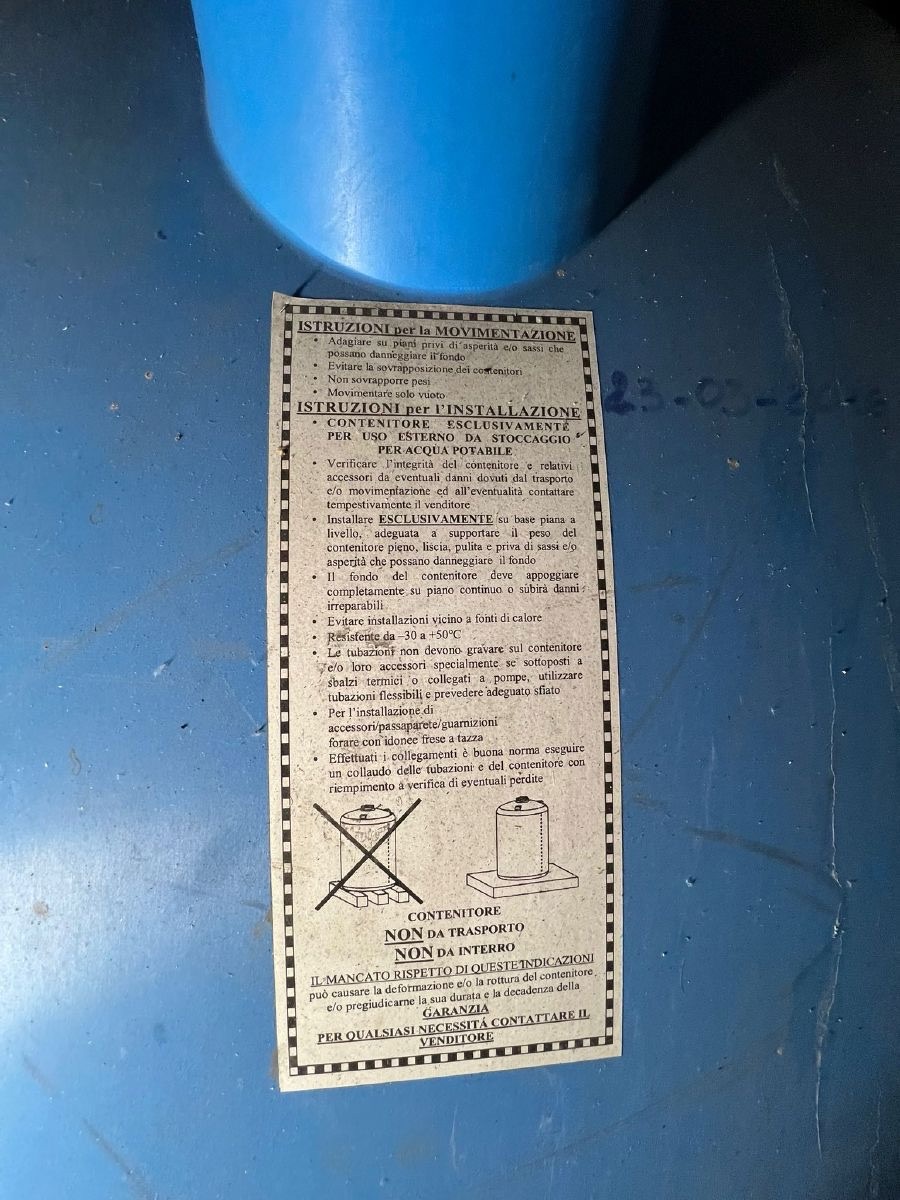 ISTRUZIONI per la MOVIMENTAZIONE
• Adagiare su piani privi di asperità e/o sassi che
possano danneggiare il fondo
• Evitare la sovrapposizione dei contenitori
• Non sovrapporre pesi
• Movimentare solo vuoto
ISTRUZIONI per l'INSTALLAZIONE
• CONTENITORE ESCLUSIVAMENTE
PER USO ESTERNO DA STOCCAGGIO
PER ACQUA POTABILE
• Verificare l'integrità del contenitore e relativi
accessori da eventuali danni dovuti dal trasporto
e/o movimentazione ed all'eventualità contattare
tempestivamente il venditore
• Installare ESCLUSIVAMENTE su base piana a
livello, adeguata a supportare il peso del
contenitore pieno, liscia, pulita e priva di sassi e/o
asperità che possano danneggiare il fondo
• Il fondo del contenitore deve appoggiare
completamente su piano continuo o subirà danni
irreparabili
• Evitare installazioni vicino a fonti di calore
• Resistente da –30 a +50°C
• Le tubazioni non devono gravare sul contenitore
e/o loro accessori specialmente se sottoposti a
sbalzi termici o collegati a pompe, utilizzare
tubazioni flessibili e prevedere adeguato sfiato
• Per l'installazione di
accessori/passaparete/guarnizioni
forare con idonee frese a tazza
• Effettuati i collegamenti è buona norma eseguire
un collaudo delle tubazioni e del contenitore con
riempimento a verifica di eventuali perdite
CONTENITORE
NON DA TRASPORTO
NON DA INTERRO
IL MANCATO RISPETTO DI QUESTE INDICAZIONI
può causare la deformazione e/o la rottura del contenitore
e/o pregiudicarne la sua durata e la decadenza della
GARANZIA
PER QUALSIASI NECESSITÁ CONTATTARE IL
VENDITORE